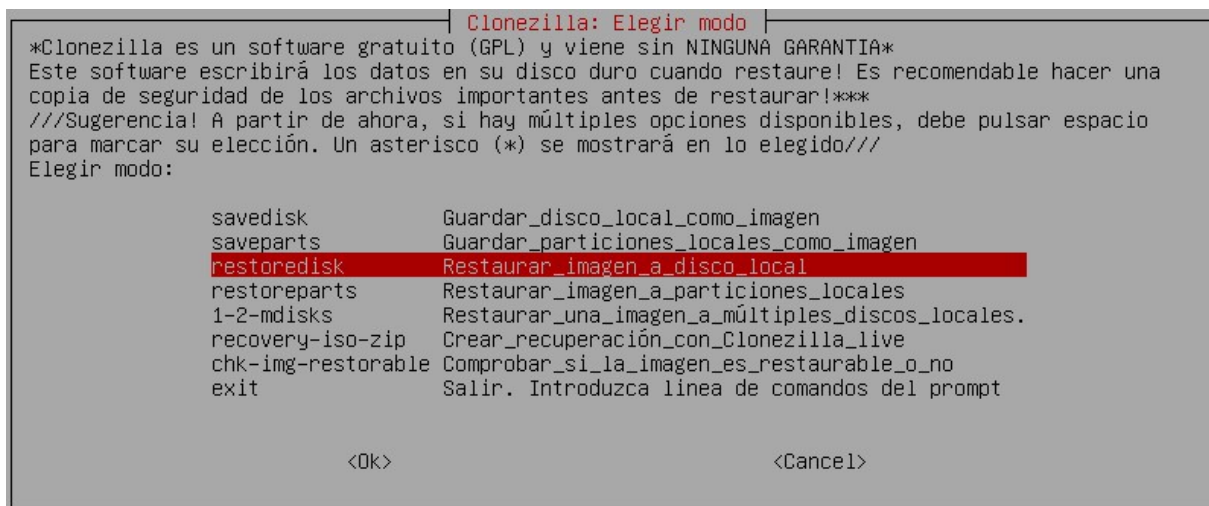 Clonezilla: Elegir modo
*Clonezilla es un software gratuito (GPL) y viene sin NINGUNA GARANTIA*
Este software escribirá los datos en su disco duro cuando restaure! Es recomendable hacer una
copia de seguridad de los archivos importantes antes de restaurar!***
///Sugerencia! A partir de ahora, si hay múltiples opciones disponibles, debe pulsar espacio
para marcar su elección. Un asterisco (*) se mostrará en lo elegido///
Elegir modo:
savedisk Guardar_disco_local_como_imagen
saveparts Guardar_particiones_locales_como_imagen
restoredisk Restaurar_imagen_a_disco_local
restoreparts Restaurar_imagen_a_particiones_locales
1-2-mdisks Restaurar_una_imagen_a_múltiples_discos_locales.
recovery-iso-zip Crear_recuperación_con_Clonezilla_live
chk-img-restorable Comprobar_si_la_imagen_es_restaurable_o_no
exit Salir. Introduzca linea de comandos del prompt
<Ok> <Cancel>